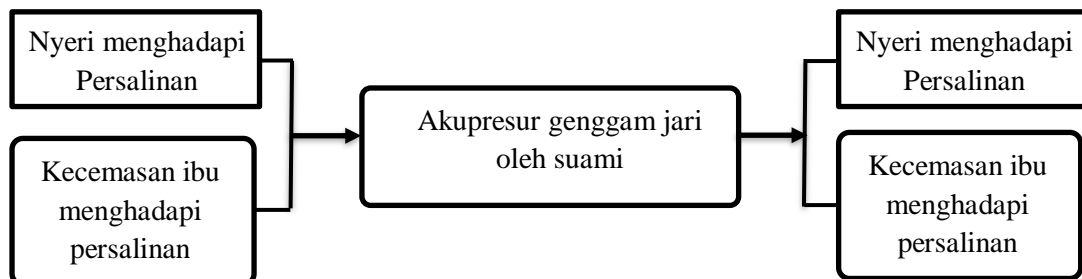 Nyeri menghadapi
Persalinan
Kecemasan ibu
menghadapi
persalinan
Akupresur genggam jari
oleh suami
Nyeri menghadapi
Persalinan
Kecemasan ibu
menghadapi
persalinan